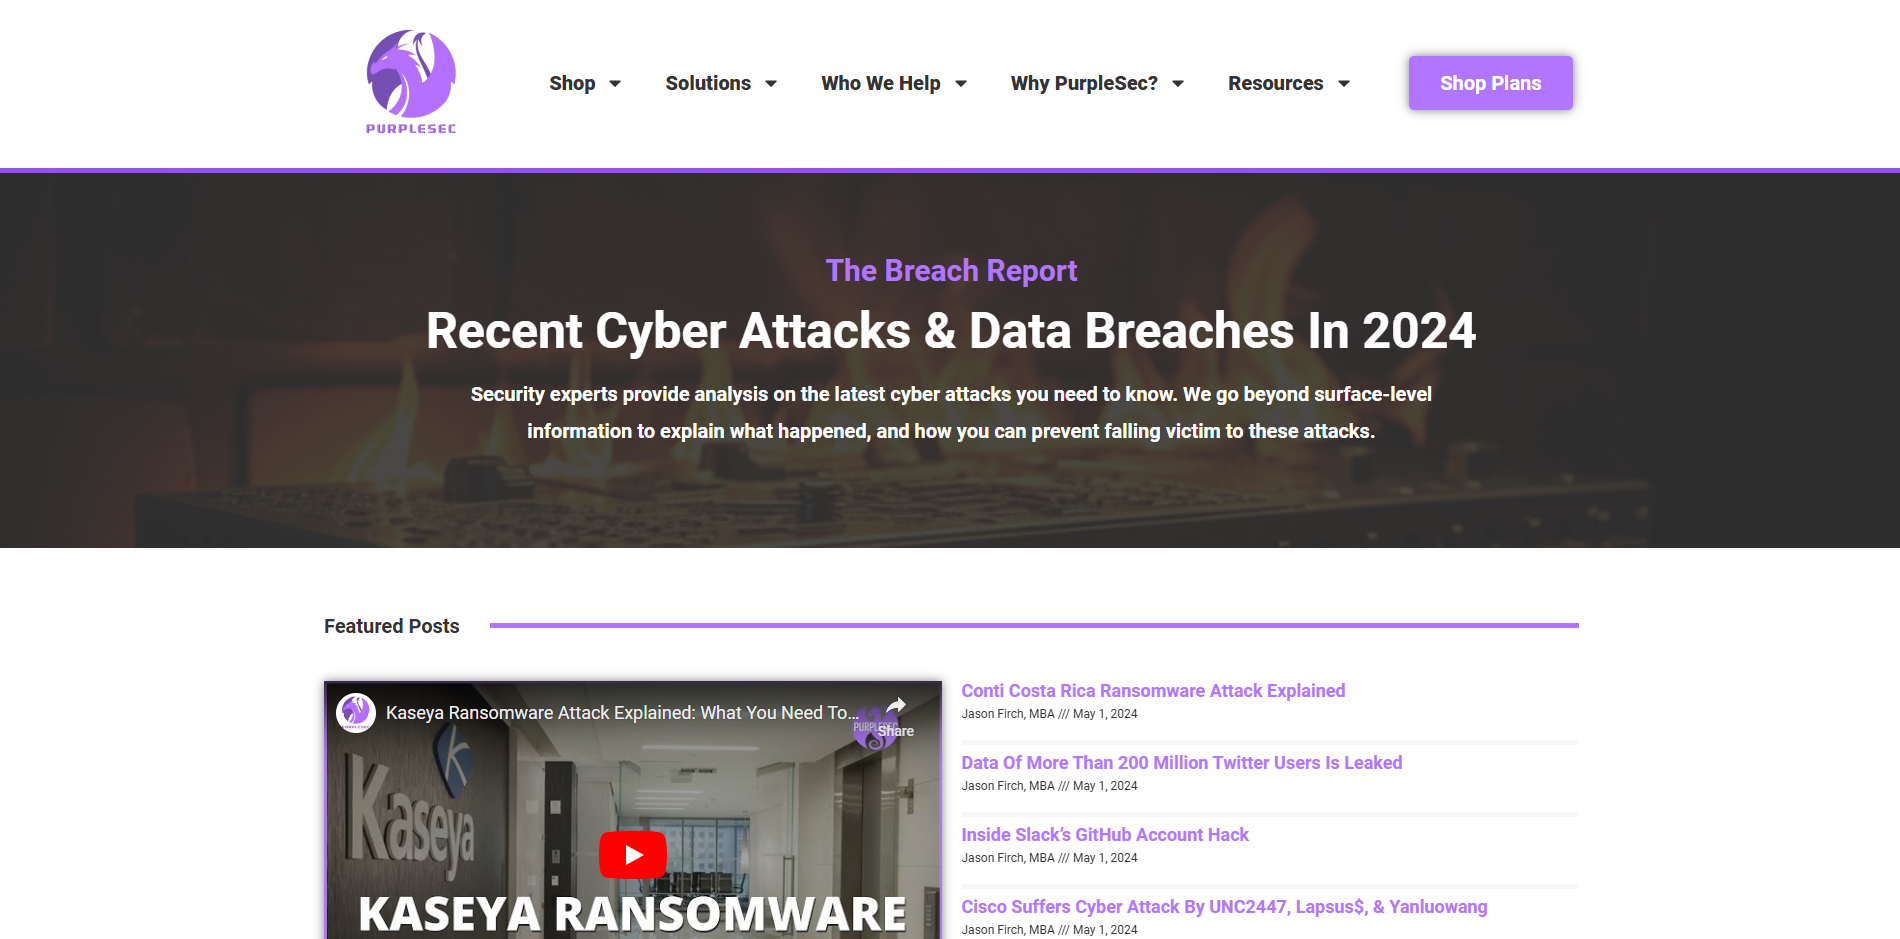 PURPLESEC
Shop
Solutions
Who We Help
Why PurpleSec?
Resources
Shop Plans
The Breach Report
Recent Cyber Attacks & Data Breaches In 2024
Security experts provide analysis on the latest cyber attacks you need to know. We go beyond surface-level
information to explain what happened, and how you can prevent falling victim to these attacks.
Featured Posts
Kaseya Ransomware Attack Explained: What You Need To...
PURPLESEC
Share
Kaseya
KASEYA RANSOMWARE
Conti Costa Rica Ransomware Attack Explained
Jason Firch, MBA /// May 1, 2024
Data Of More Than 200 Million Twitter Users Is Leaked
Jason Firch, MBA /// May 1, 2024
Inside Slack’s GitHub Account Hack
Jason Firch, MBA /// May 1, 2024
Cisco Suffers Cyber Attack By UNC2447, Lapsus$, & Yanluowang
Jason Firch, MBA /// May 1, 2024